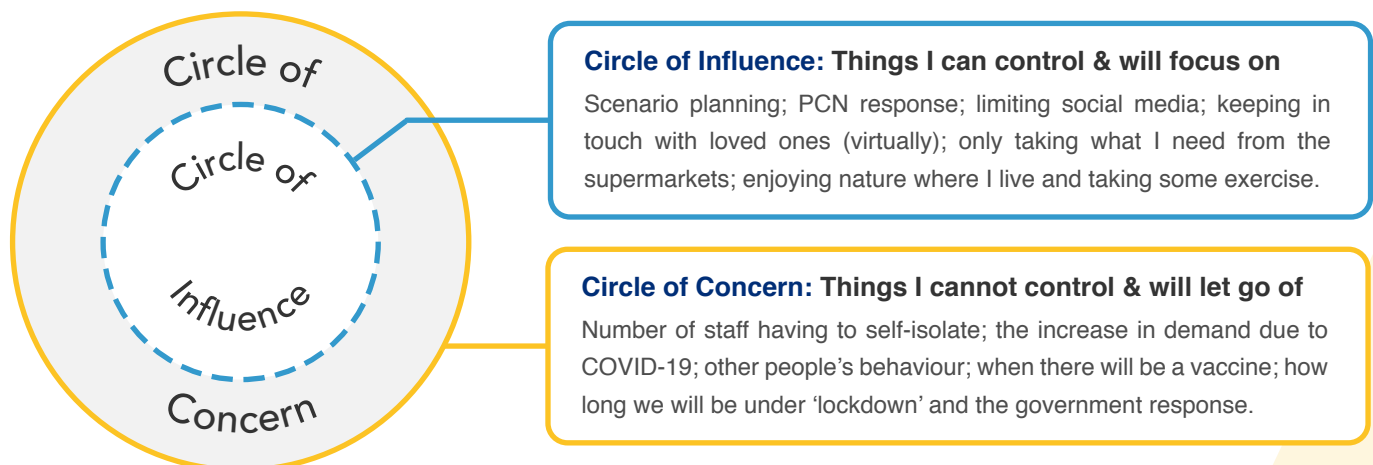 Circle of
Circle of
Influence
Concern
Circle of Influence: Things I can control & will focus on
Scenario planning; PCN response; limiting social media; keeping in
touch with loved ones (virtually); only taking what I need from the
supermarkets; enjoying nature where I live and taking some exercise.
Circle of Concern: Things I cannot control & will let go of
Number of staff having to self-isolate; the increase in demand due to
COVID-19; other people’s behaviour; when there will be a vaccine; how
long we will be under ‘lockdown’ and the government response.